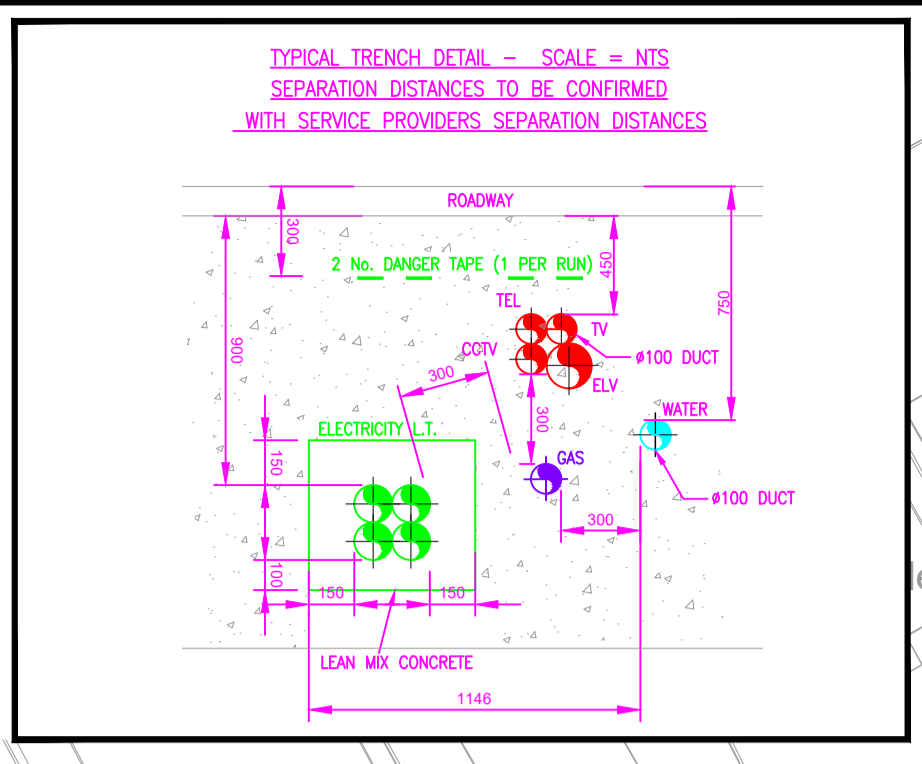 TYPICAL TRENCH DETAIL - SCALE = NTS
SEPARATION DISTANCES TO BE CONFIRMED
WITH SERVICE PROVIDERS SEPARATION DISTANCES
ROADWAY
300
450
750
2 No. DANGER TAPE (1 PER RUN)
TEL
TV
900
CCTV
ø100 DUCT
300
ELV
WATER
300
ELECTRICITY L.T.
150
GAS
ø100 DUCT
300
100
150
150
LEAN MIX CONCRETE
1146